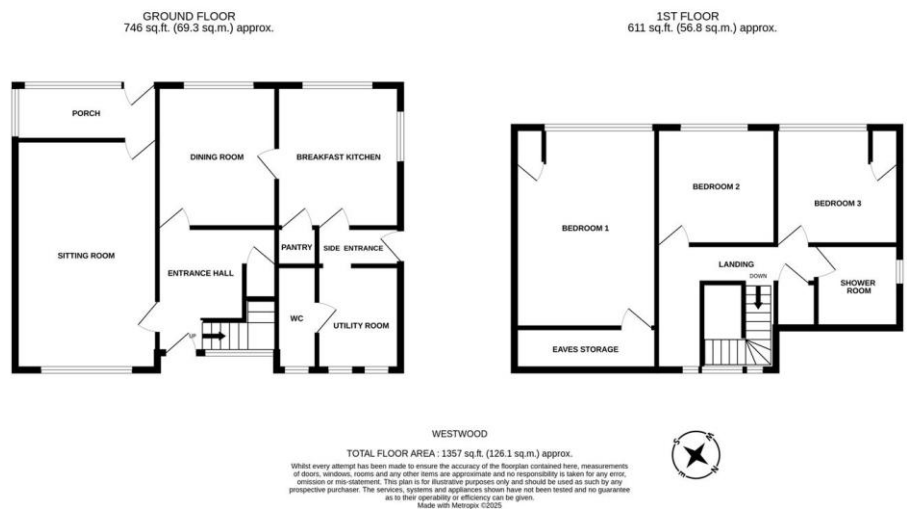 GROUND FLOOR
746 sq.ft. (69.3 sq.m.) approx.
PORCH
DINING ROOM
BREAKFAST KITCHEN
SITTING ROOM
PANTRY
SIDE ENTRANCE
ENTRANCE HALL
WC
UTILITY ROOM
UP
1ST FLOOR
611 sq.ft. (56.8 sq.m.) approx.
BEDROOM 1
BEDROOM 2
BEDROOM 3
LANDING
DOWN
SHOWER
ROOM
EAVES STORAGE
WESTWOOD
TOTAL FLOOR AREA : 1357 sq.ft. (126.1 sq.m.) approx.
Whilst every attempt has been made to ensure the accuracy of the floorplan contained here, measurements
of doors, windows, rooms and any other items are approximate and no responsibility is taken for any error,
omission or mis-statement. This plan is for illustrative purposes only and should be used as such by any
prospective purchaser. The services, systems and appliances shown have not been tested and no guarantee
as to their operability or efficiency can be given.
Made with Metropix ©2025
S
W
E
N